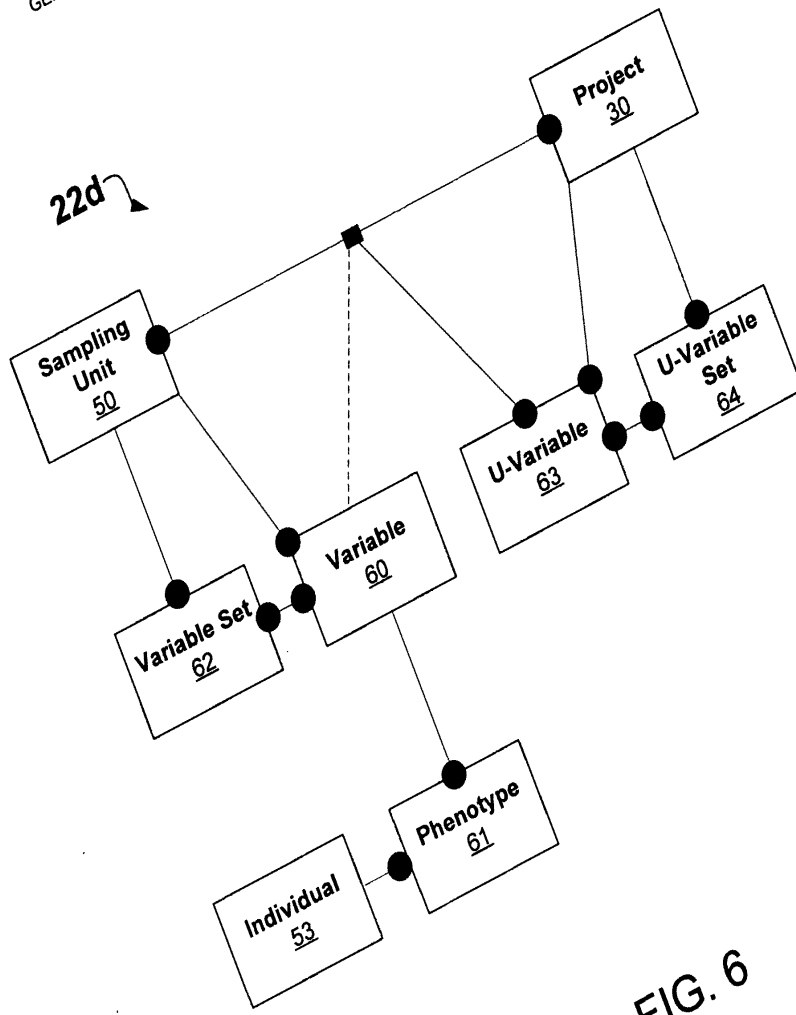 Project
30
22d
Sampling
Unit
50
U-Variable
Set
64
U-Variable
63
Variable
60
Variable Set
62
Phenotype
61
Individual
53
FIG. 6